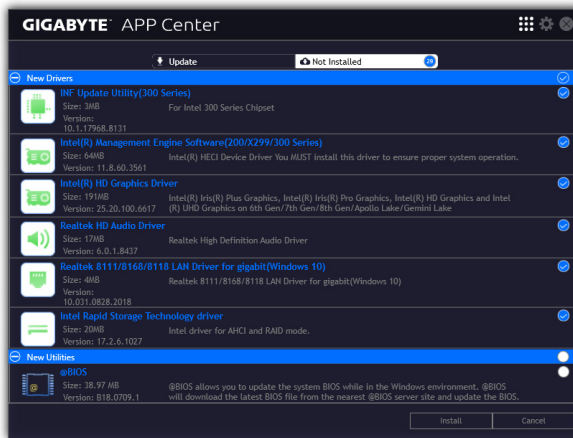 GIGABYTE™ APP Center
Update
Not Installed
28
New Drivers
INF Update Utility(300 Series)
Size: 3MB
For Intel 300 Series Chipset
Version:
10.1.17968.8131
Intel(R) Management Engine Software(200/X299/300 Series)
Size: 64MB
Intel(R) HECI Device Driver You MUST install this driver to ensure proper system operation.
Version: 11.8.60.3561
Intel(R) HD Graphics Driver
Size: 191MB
Intel(R) Iris(R) Plus Graphics, Intel(R) Iris(R) Pro Graphics, Intel(R) HD Graphics and Intel
Version: 25.20.100.6617
(R) UHD Graphics on 6th Gen/7th Gen/8th Gen/Apollo Lake/Gemini Lake
Realtek HD Audio Driver
Size: 17MB
Realtek High Definition Audio Driver
Version: 6.0.1.8437
Realtek 8111/8168/8118 LAN Driver for gigabit(Windows 10)
Size: 4MB
Realtek 8111/8168/8118 LAN Driver for gigabit(Windows 10)
Version:
10.031.0828.2018
Intel Rapid Storage Technology driver
Size: 20MB
Intel driver for AHCI and RAID mode.
Version: 17.2.6.1027
New Utilities
@BIOS
Size: 38.97 MB
@BIOS allows you to update the system BIOS while in the Windows environment. @BIOS
Version: B18.0709.1
will download the latest BIOS file from the nearest @BIOS server site and update the BIOS.
Install
Cancel